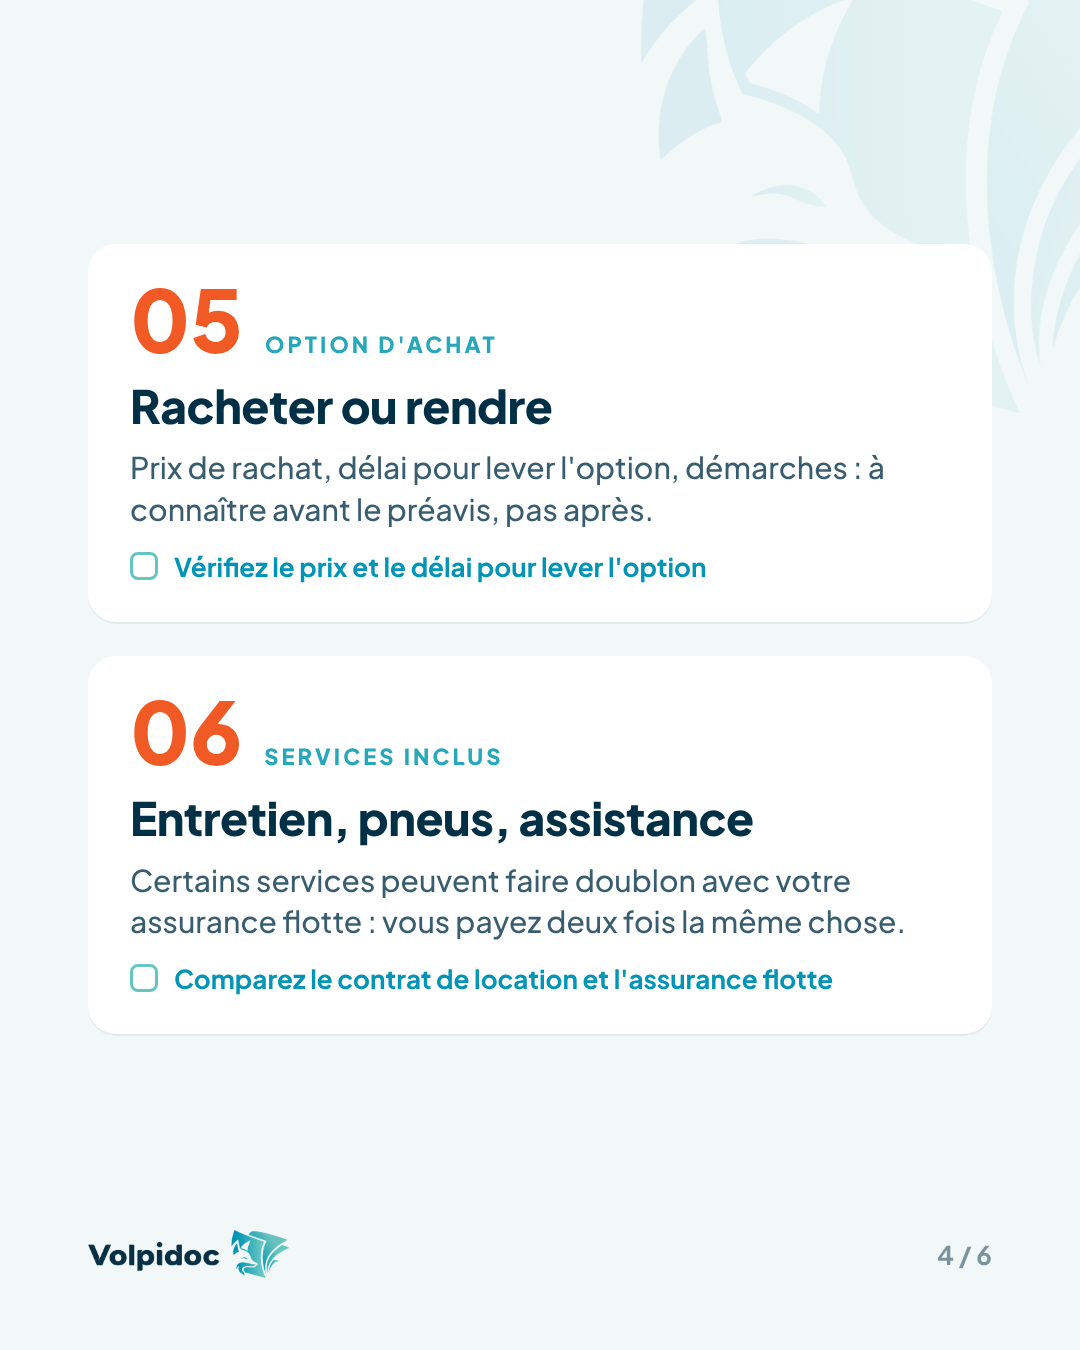 05 OPTION D'ACHAT
Racheter ou rendre
Prix de rachat, délai pour lever l'option, démarches : à
connaître avant le préavis, pas après.
Vérifiez le prix et le délai pour lever l'option
06 SERVICES INCLUS
Entretien, pneus, assistance
Certains services peuvent faire doublon avec votre
assurance flotte : vous payez deux fois la même chose.
Comparez le contrat de location et l'assurance flotte
Volpidoc
4 / 6